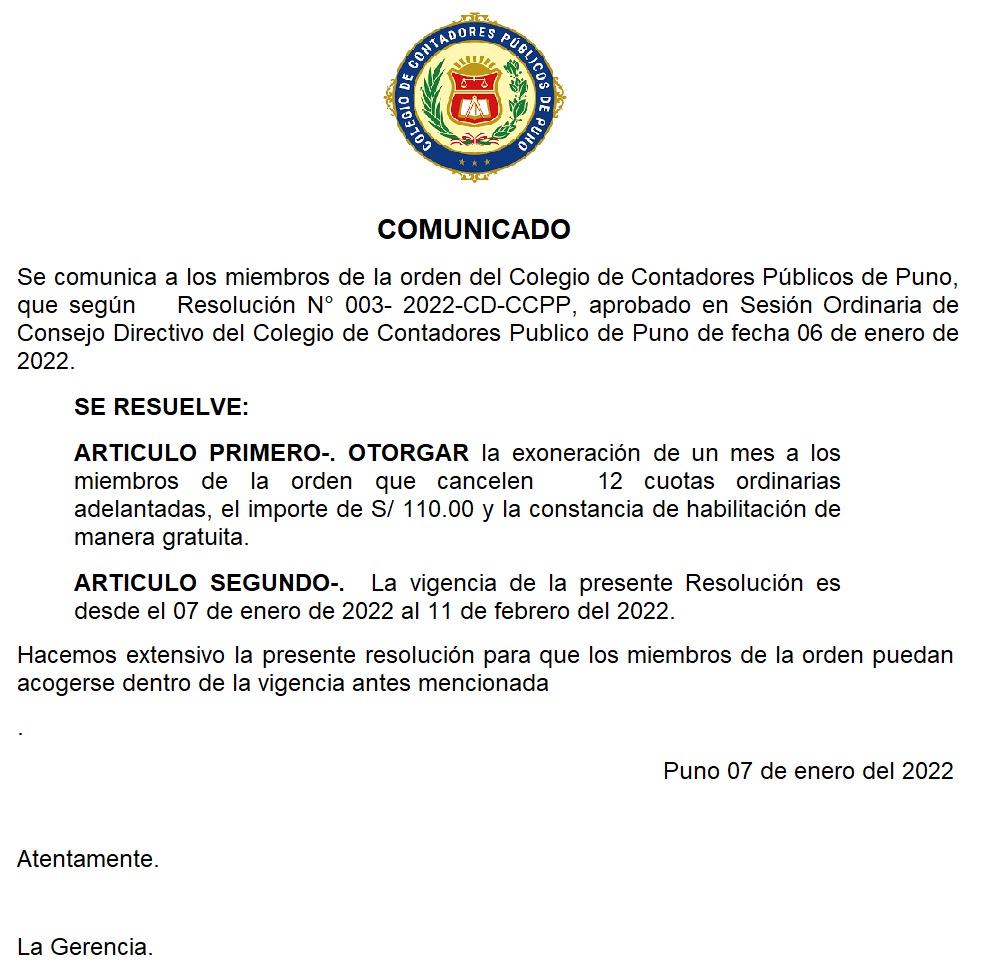 COLEGIO DE CONTADORES PÚBLICOS DE PUNO
COMUNICADO
Se comunica a los miembros de la orden del Colegio de Contadores Públicos de Puno,
que según Resolución N° 003- 2022-CD-CCPP, aprobado en Sesión Ordinaria de
Consejo Directivo del Colegio de Contadores Publico de Puno de fecha 06 de enero de
2022.
SE RESUELVE:
ARTICULO PRIMERO-. OTORGAR la exoneración de un mes a los
miembros de la orden que cancelen 12 cuotas ordinarias
adelantadas, el importe de S/ 110.00 y la constancia de habilitación de
manera gratuita.
ARTICULO SEGUNDO-. La vigencia de la presente Resolución es
desde el 07 de enero de 2022 al 11 de febrero del 2022.
Hacemos extensivo la presente resolución para que los miembros de la orden puedan
acogerse dentro de la vigencia antes mencionada
.
Puno 07 de enero del 2022
Atentamente.
La Gerencia.